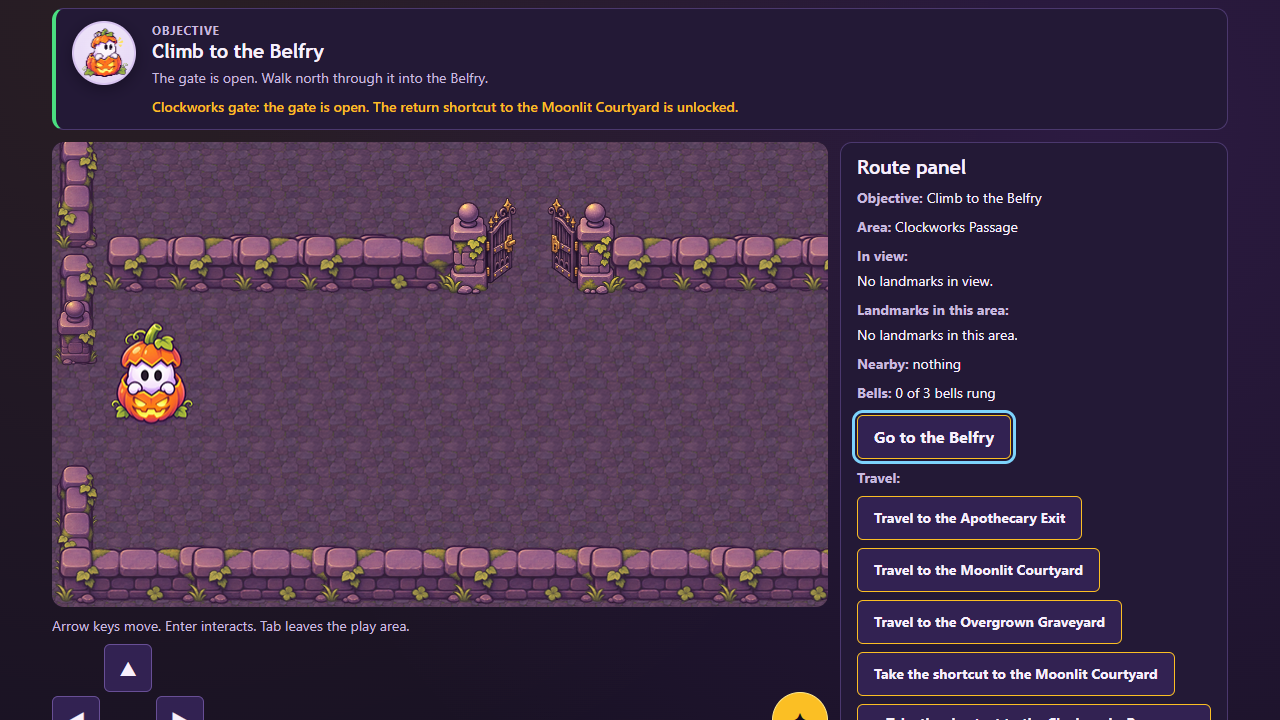 OBJECTIVE
Climb to the Belfry
The gate is open. Walk north through it into the Belfry.
Clockworks gate: the gate is open. The return shortcut to the Moonlit Courtyard is unlocked.
Route panel
Objective: Climb to the Belfry
Area: Clockworks Passage
In view:
No landmarks in view.
Landmarks in this area:
No landmarks in this area.
Nearby: nothing
Bells: 0 of 3 bells rung
Go to the Belfry
Travel:
Travel to the Apothecary Exit
Travel to the Moonlit Courtyard
Travel to the Overgrown Graveyard
Take the shortcut to the Moonlit Courtyard
Arrow keys move. Enter interacts. Tab leaves the play area.